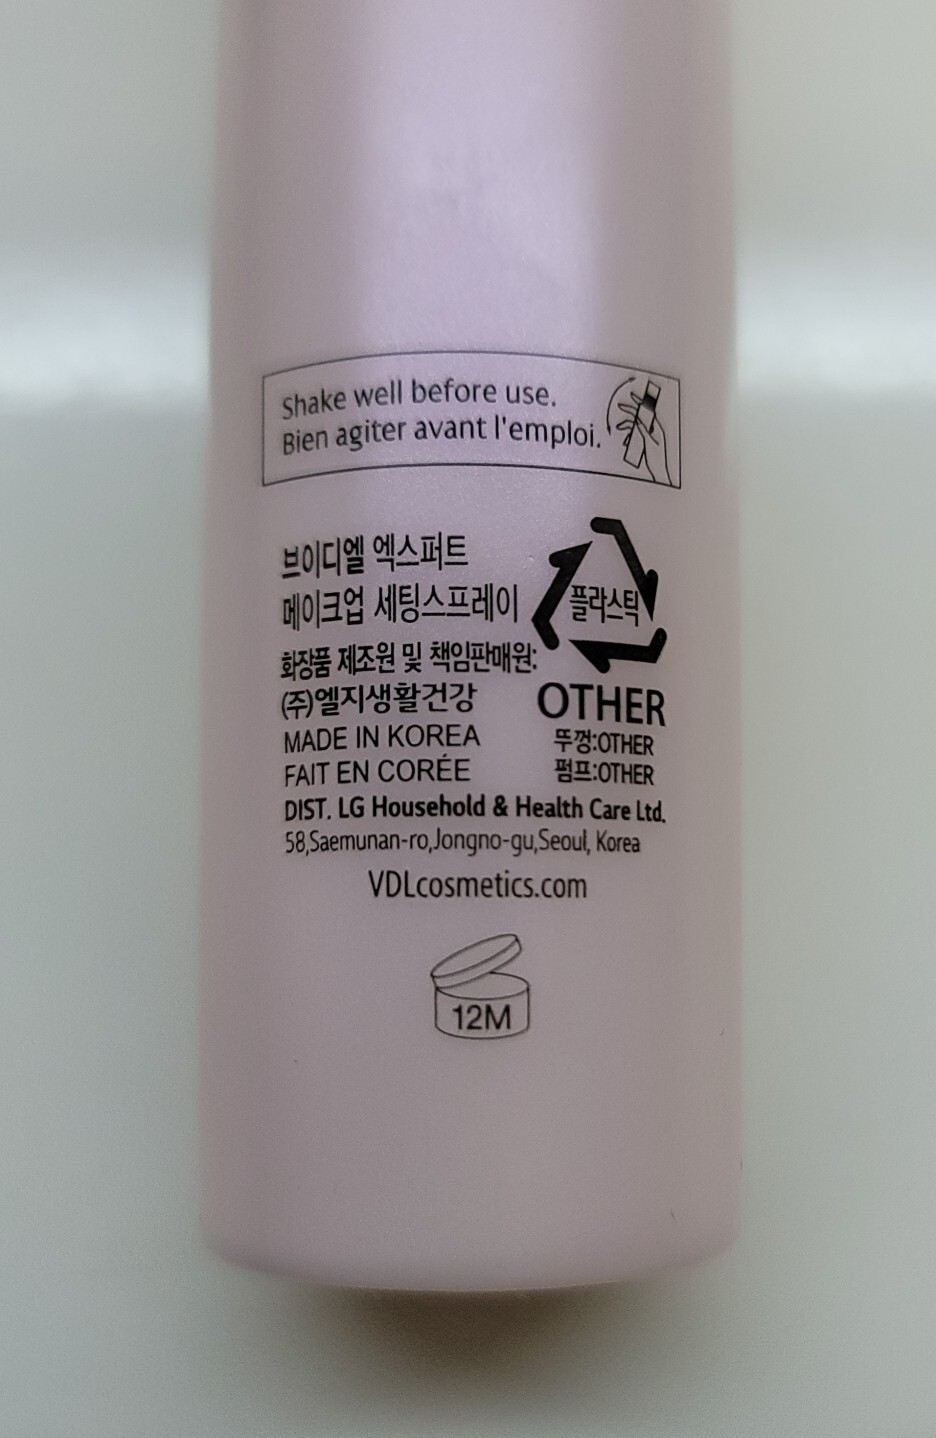 Shake well before use.
Bien agiter avant l'emploi.
브이디엘 엑스퍼트
메이크업 세팅스프레이
화장품 제조원 및 책임판매원:
(주)엘지생활건강
MADE IN KOREA
FAIT EN CORÉE
플라스틱
OTHER
뚜껑:OTHER
펌프:OTHER
DIST. LG Household & Health Care Ltd.
58,Saemunan-ro,Jongno-gu,Seoul, Korea
VDLcosmetics.com
12M